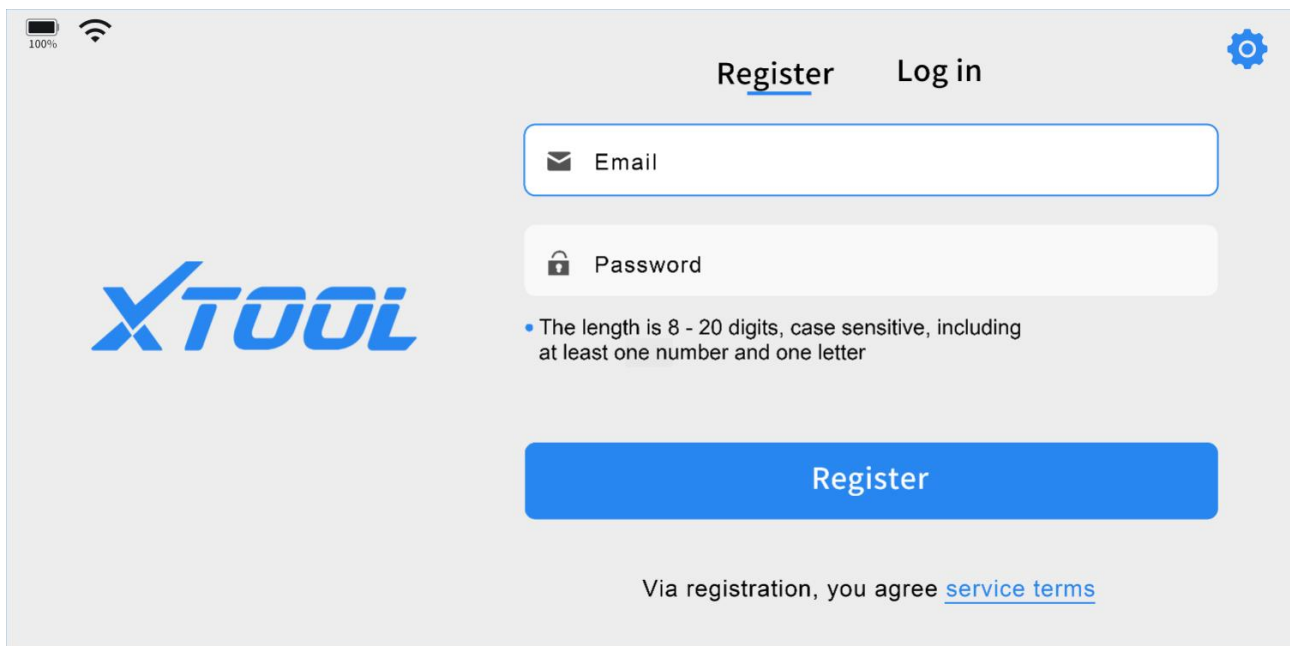 100%
Register
Log in
Email
XTOOL
Password
The length is 8 - 20 digits, case sensitive, including
at least one number and one letter
Register
Via registration, you agree service terms